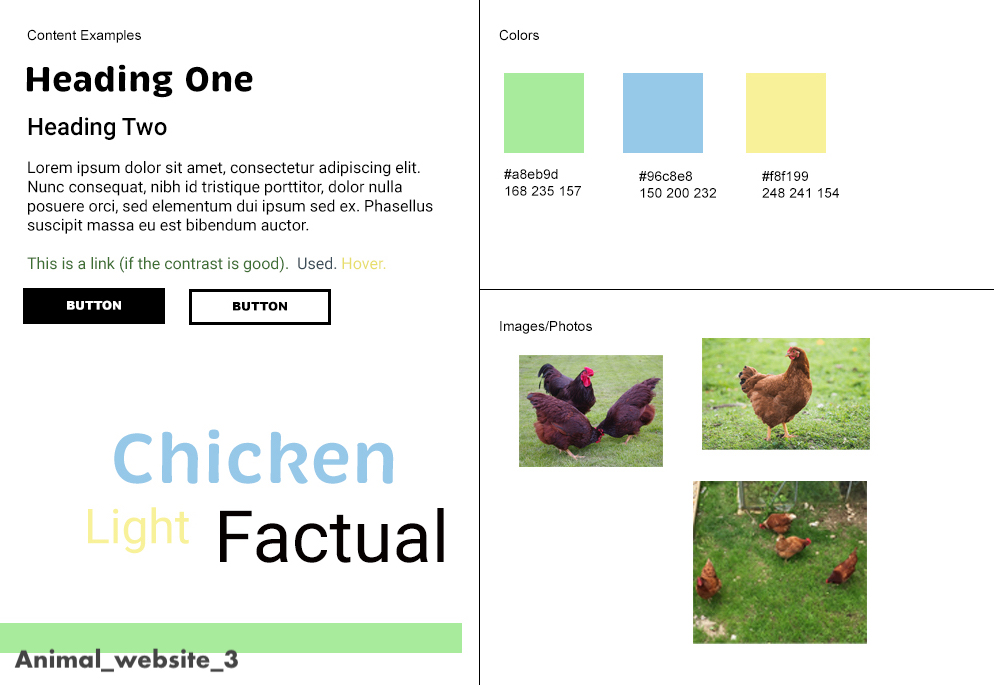 Content Examples
Heading One
Heading Two
Lorem ipsum dolor sit amet, consectetur adipiscing elit.
Nunc consequat, nibh id tristique porttitor, dolor nulla
posuere orci, sed elementum dui ipsum sed ex. Phasellus
suscipit massa eu est bibendum auctor.
This is a link (if the contrast is good). Used. Hover.
BUTTON BUTTON
Chicken
Light Factual
Animal_website_3
Colors
#a8eb9d #96c8e8 #f8f199
168 235 157 150 200 232 248 241 154
Images/Photos